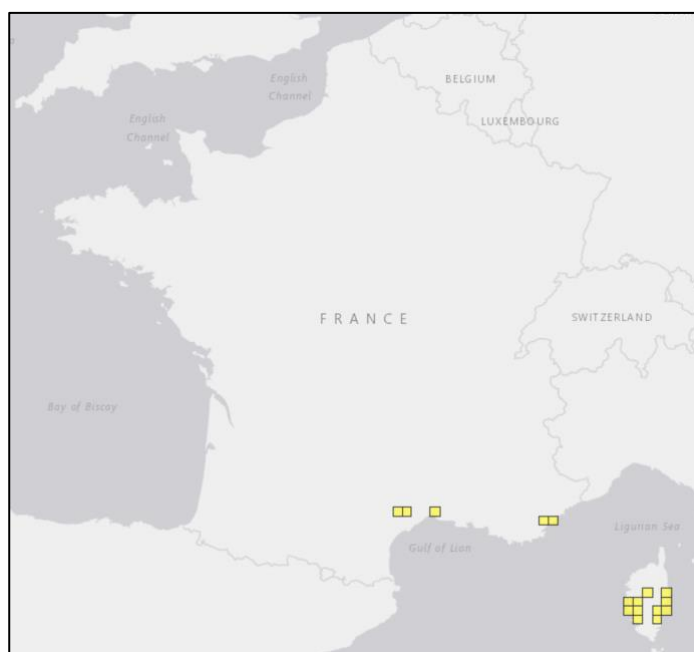 English
Channel
BELGIUM
LUXEMBOURG
English
Channel
FRANCE
SWITZERLAND
Bay of Biscay
Ligurian Sea
Gulf of Lion